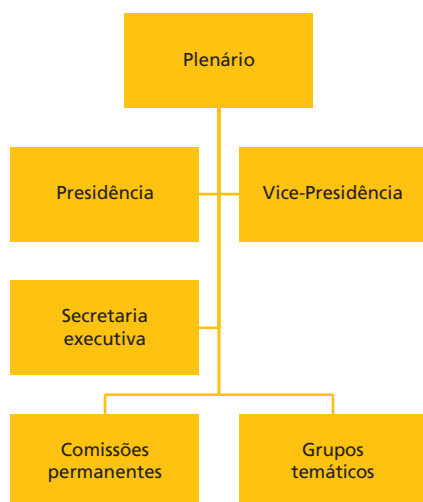 Plenário
Presidência
Vice-Presidência
Secretaria
executiva
Comissões
permanentes
Grupos
temáticos